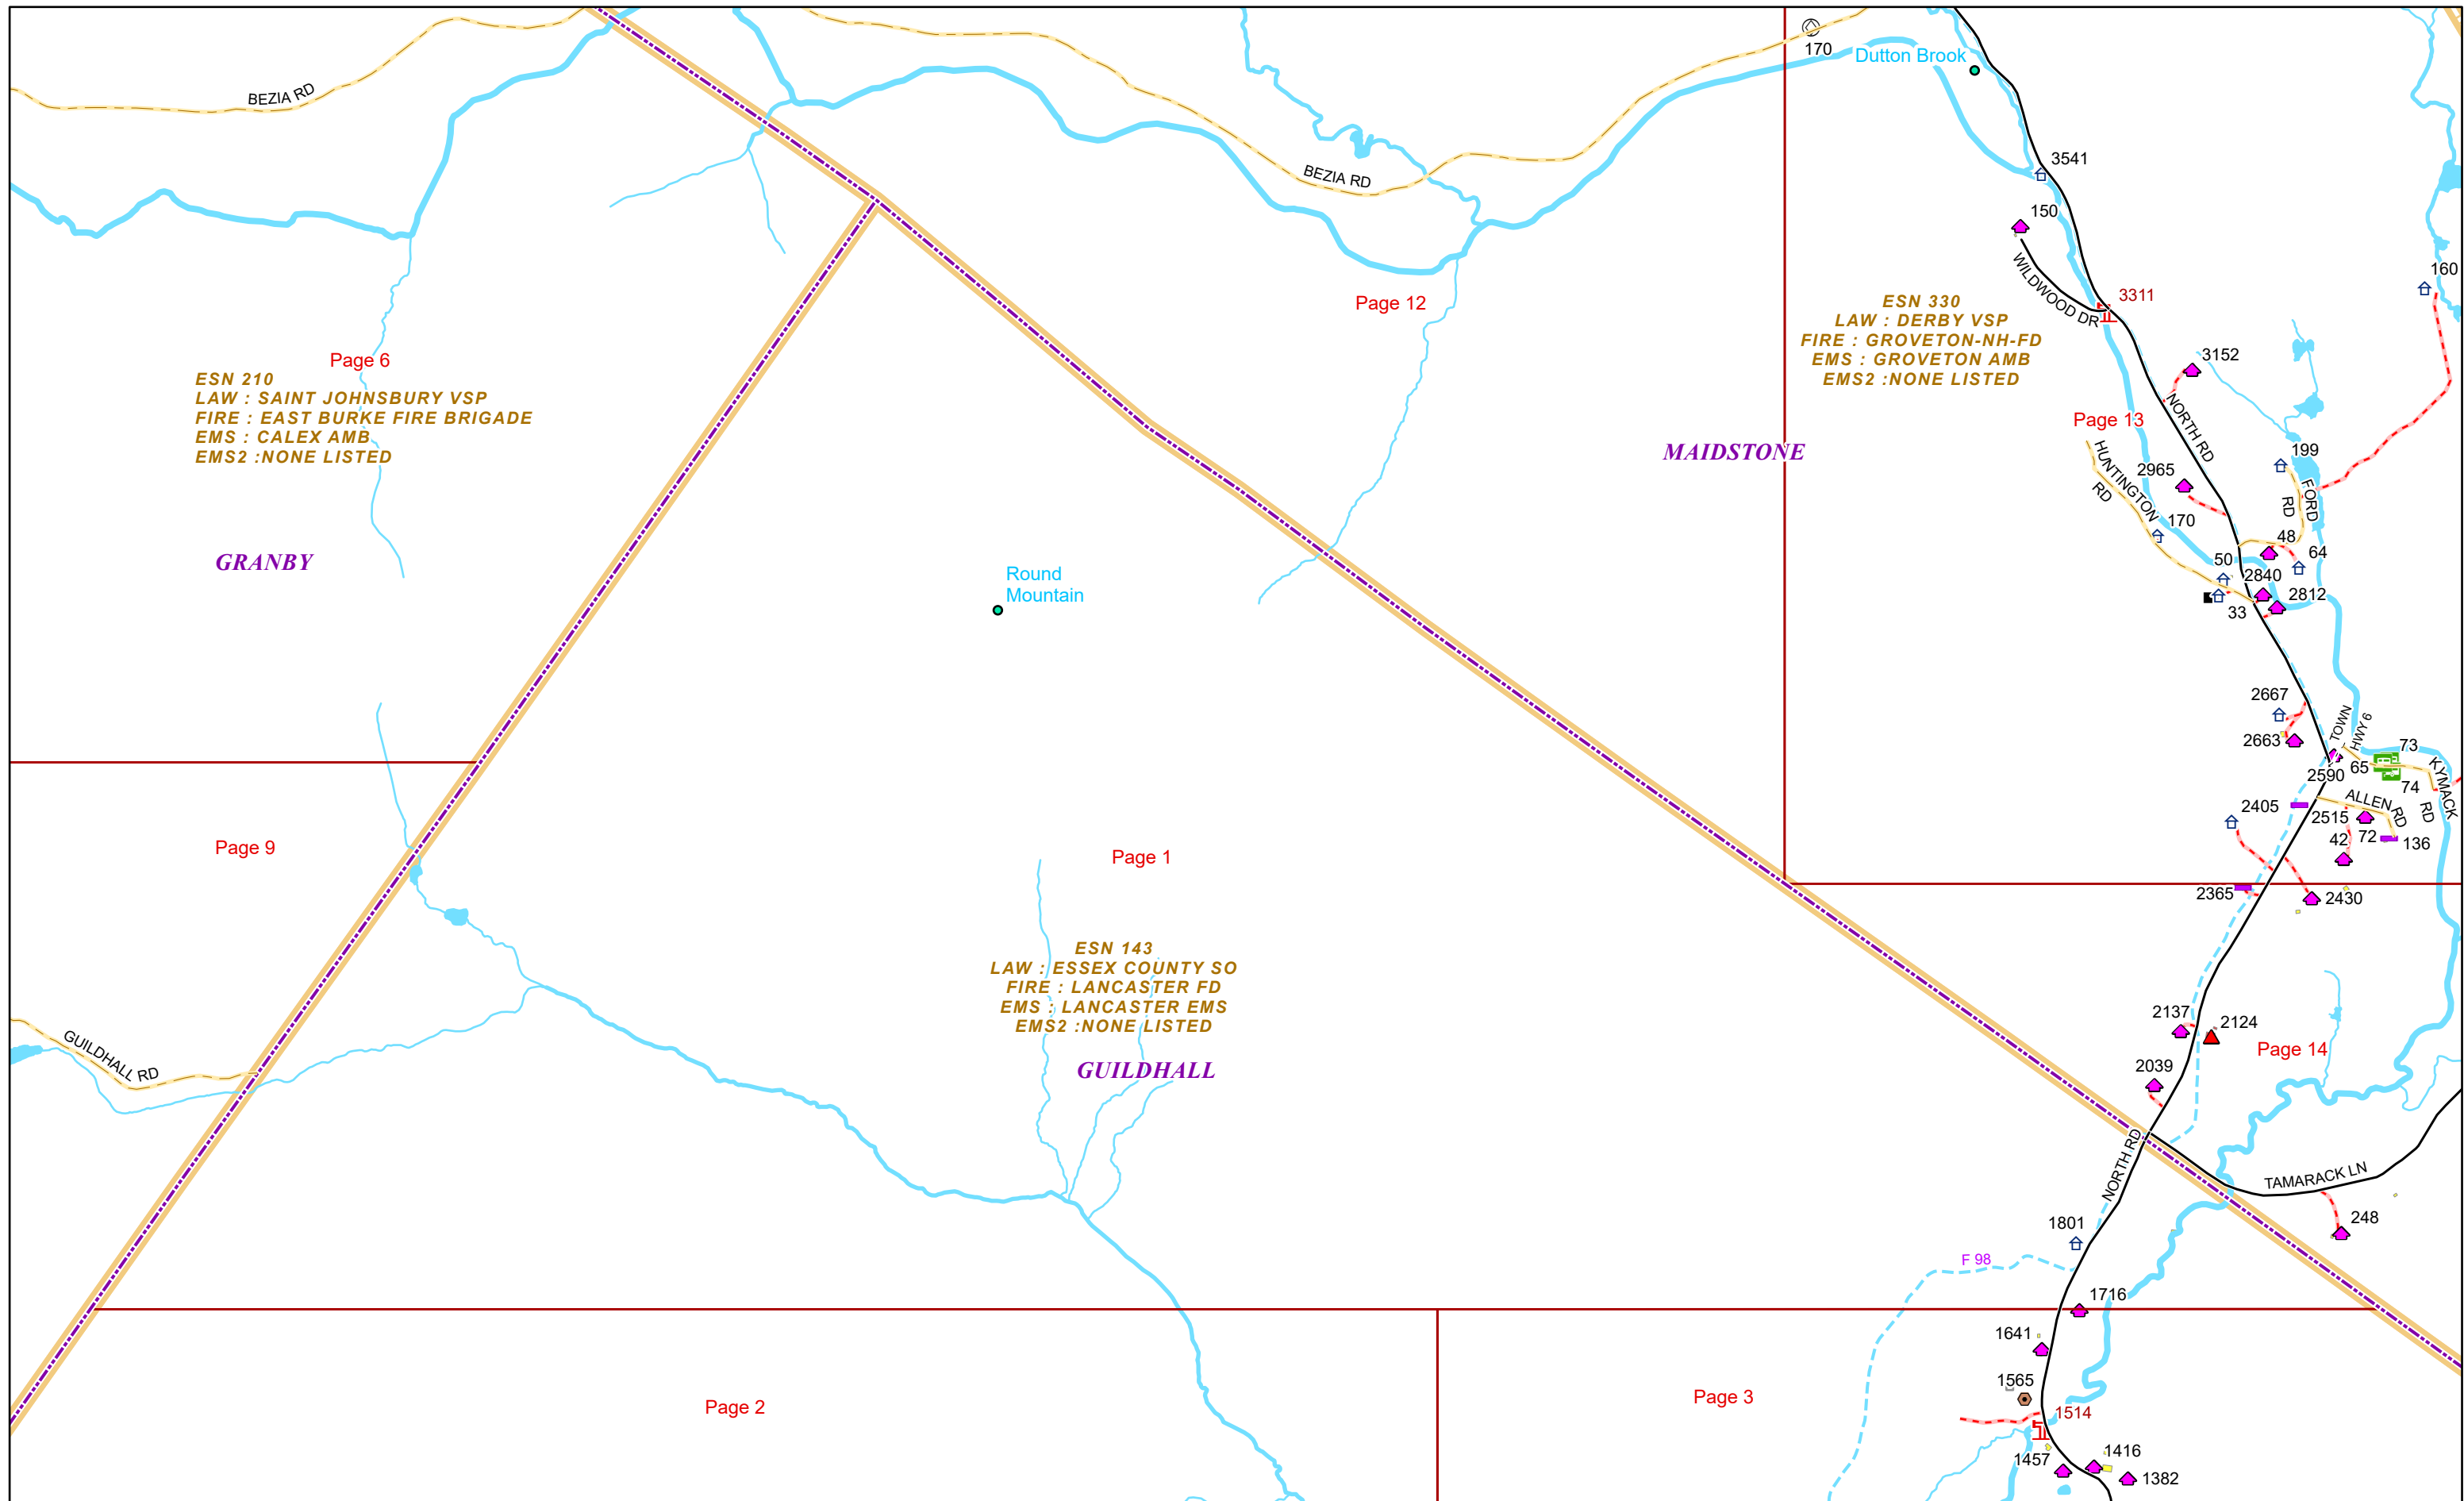 170
Dutton Brook
BEZIA RD
BEZIA RD
3541
150
WILDWOOD DR
160
3311
Page 12
ESN 330
LAW : DERBY VSP
FIRE : GROVETON-NH-FD
EMS : GROVETON AMB
EMS2 :NONE LISTED
Page 6
ESN 210
LAW : SAINT JOHNSBURY VSP
FIRE : EAST BURKE FIRE BRIGADE
EMS : CALEX AMB
EMS2 :NONE LISTED
3152
Page 13
NORTH RD
MAIDSTONE
HUNTINGTON
RD
2965
199
FORD
RD
170
48
64
50
2840
2812
33
GRANBY
Round
Mountain
2667
2663
TOWN
HWY 6
2590
65
73
74
KYMACK
RD
2405
ALLEN
RD
2515
42
72
136
Page 9
Page 1
2365
2430
ESN 143
LAW : ESSEX COUNTY SO
FIRE : LANCASTER FD
EMS : LANCASTER EMS
EMS2 :NONE LISTED
GUILDHALL
GUILDHALL RD
2137
2124
Page 14
2039
NORTH RD
TAMARACK LN
1801
248
F 98
1716
1641
1565
Page 2
Page 3
1514
1457
1416
1382